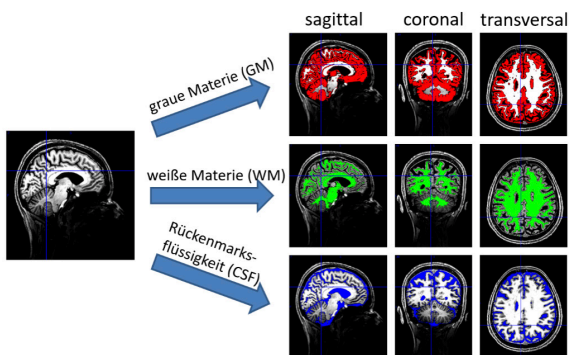 sagittal
coronal
transversal
graue Materie (GM)
weiße Materie (WM)
Rückenmarks-
flüssigkeit (CSF)